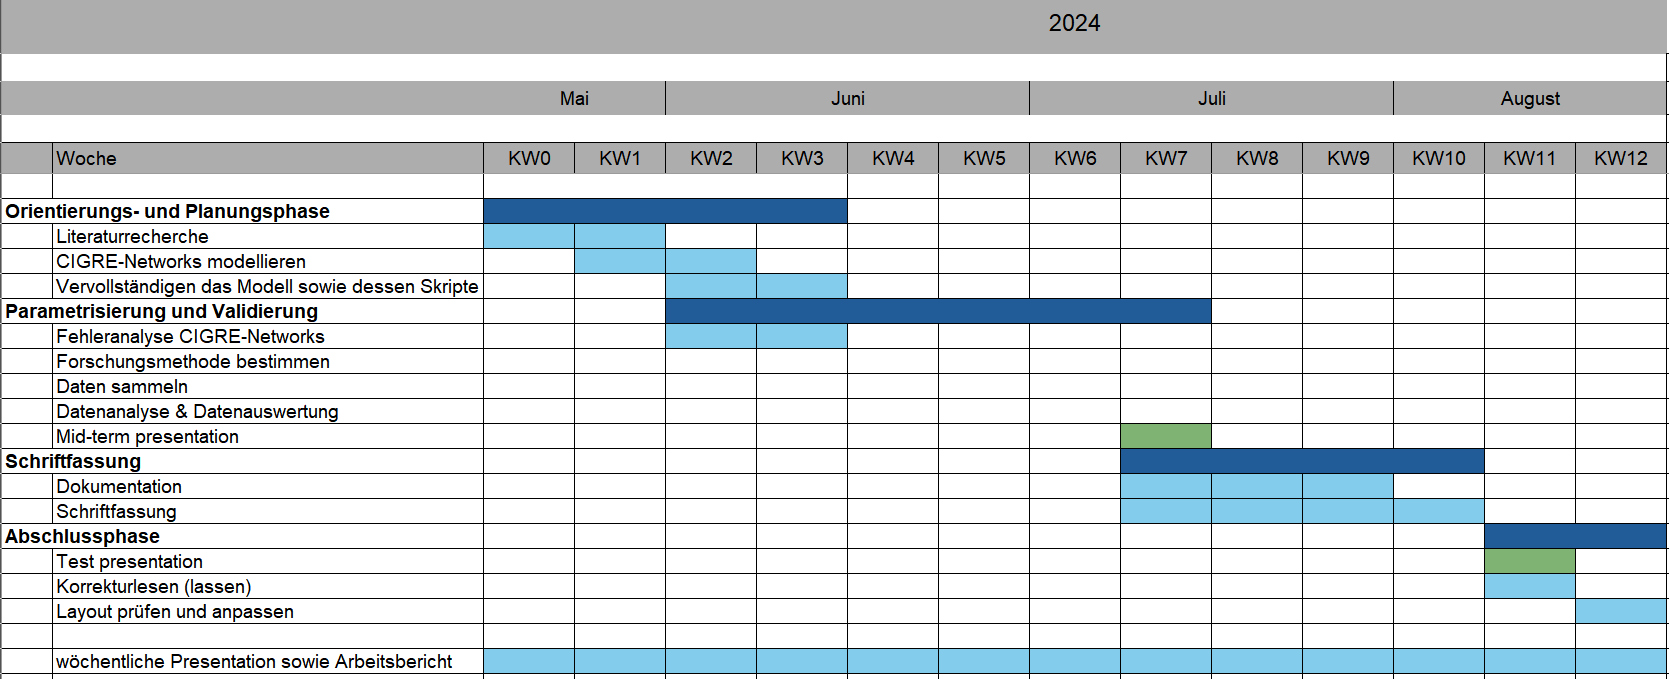 2024
Mai Juni Juli August
Woche KW0 KW1 KW2 KW3 KW4 KW5 KW6 KW7 KW8 KW9 KW10 KW11 KW12
Orientierungs- und Planungsphase
Literaturrecherche
CIGRE-Networks modellieren
Vervollständigen das Modell sowie dessen Skripte
Parametrisierung und Validierung
Fehleranalyse CIGRE-Networks
Forschungsmethode bestimmen
Daten sammeln
Datenanalyse & Datenauswertung
Mid-term presentation
Schriftfassung
Dokumentation
Schriftfassung
Abschlussphase
Test presentation
Korrekturlesen (lassen)
Layout prüfen und anpassen
wöchentliche Presentation sowie Arbeitsbericht